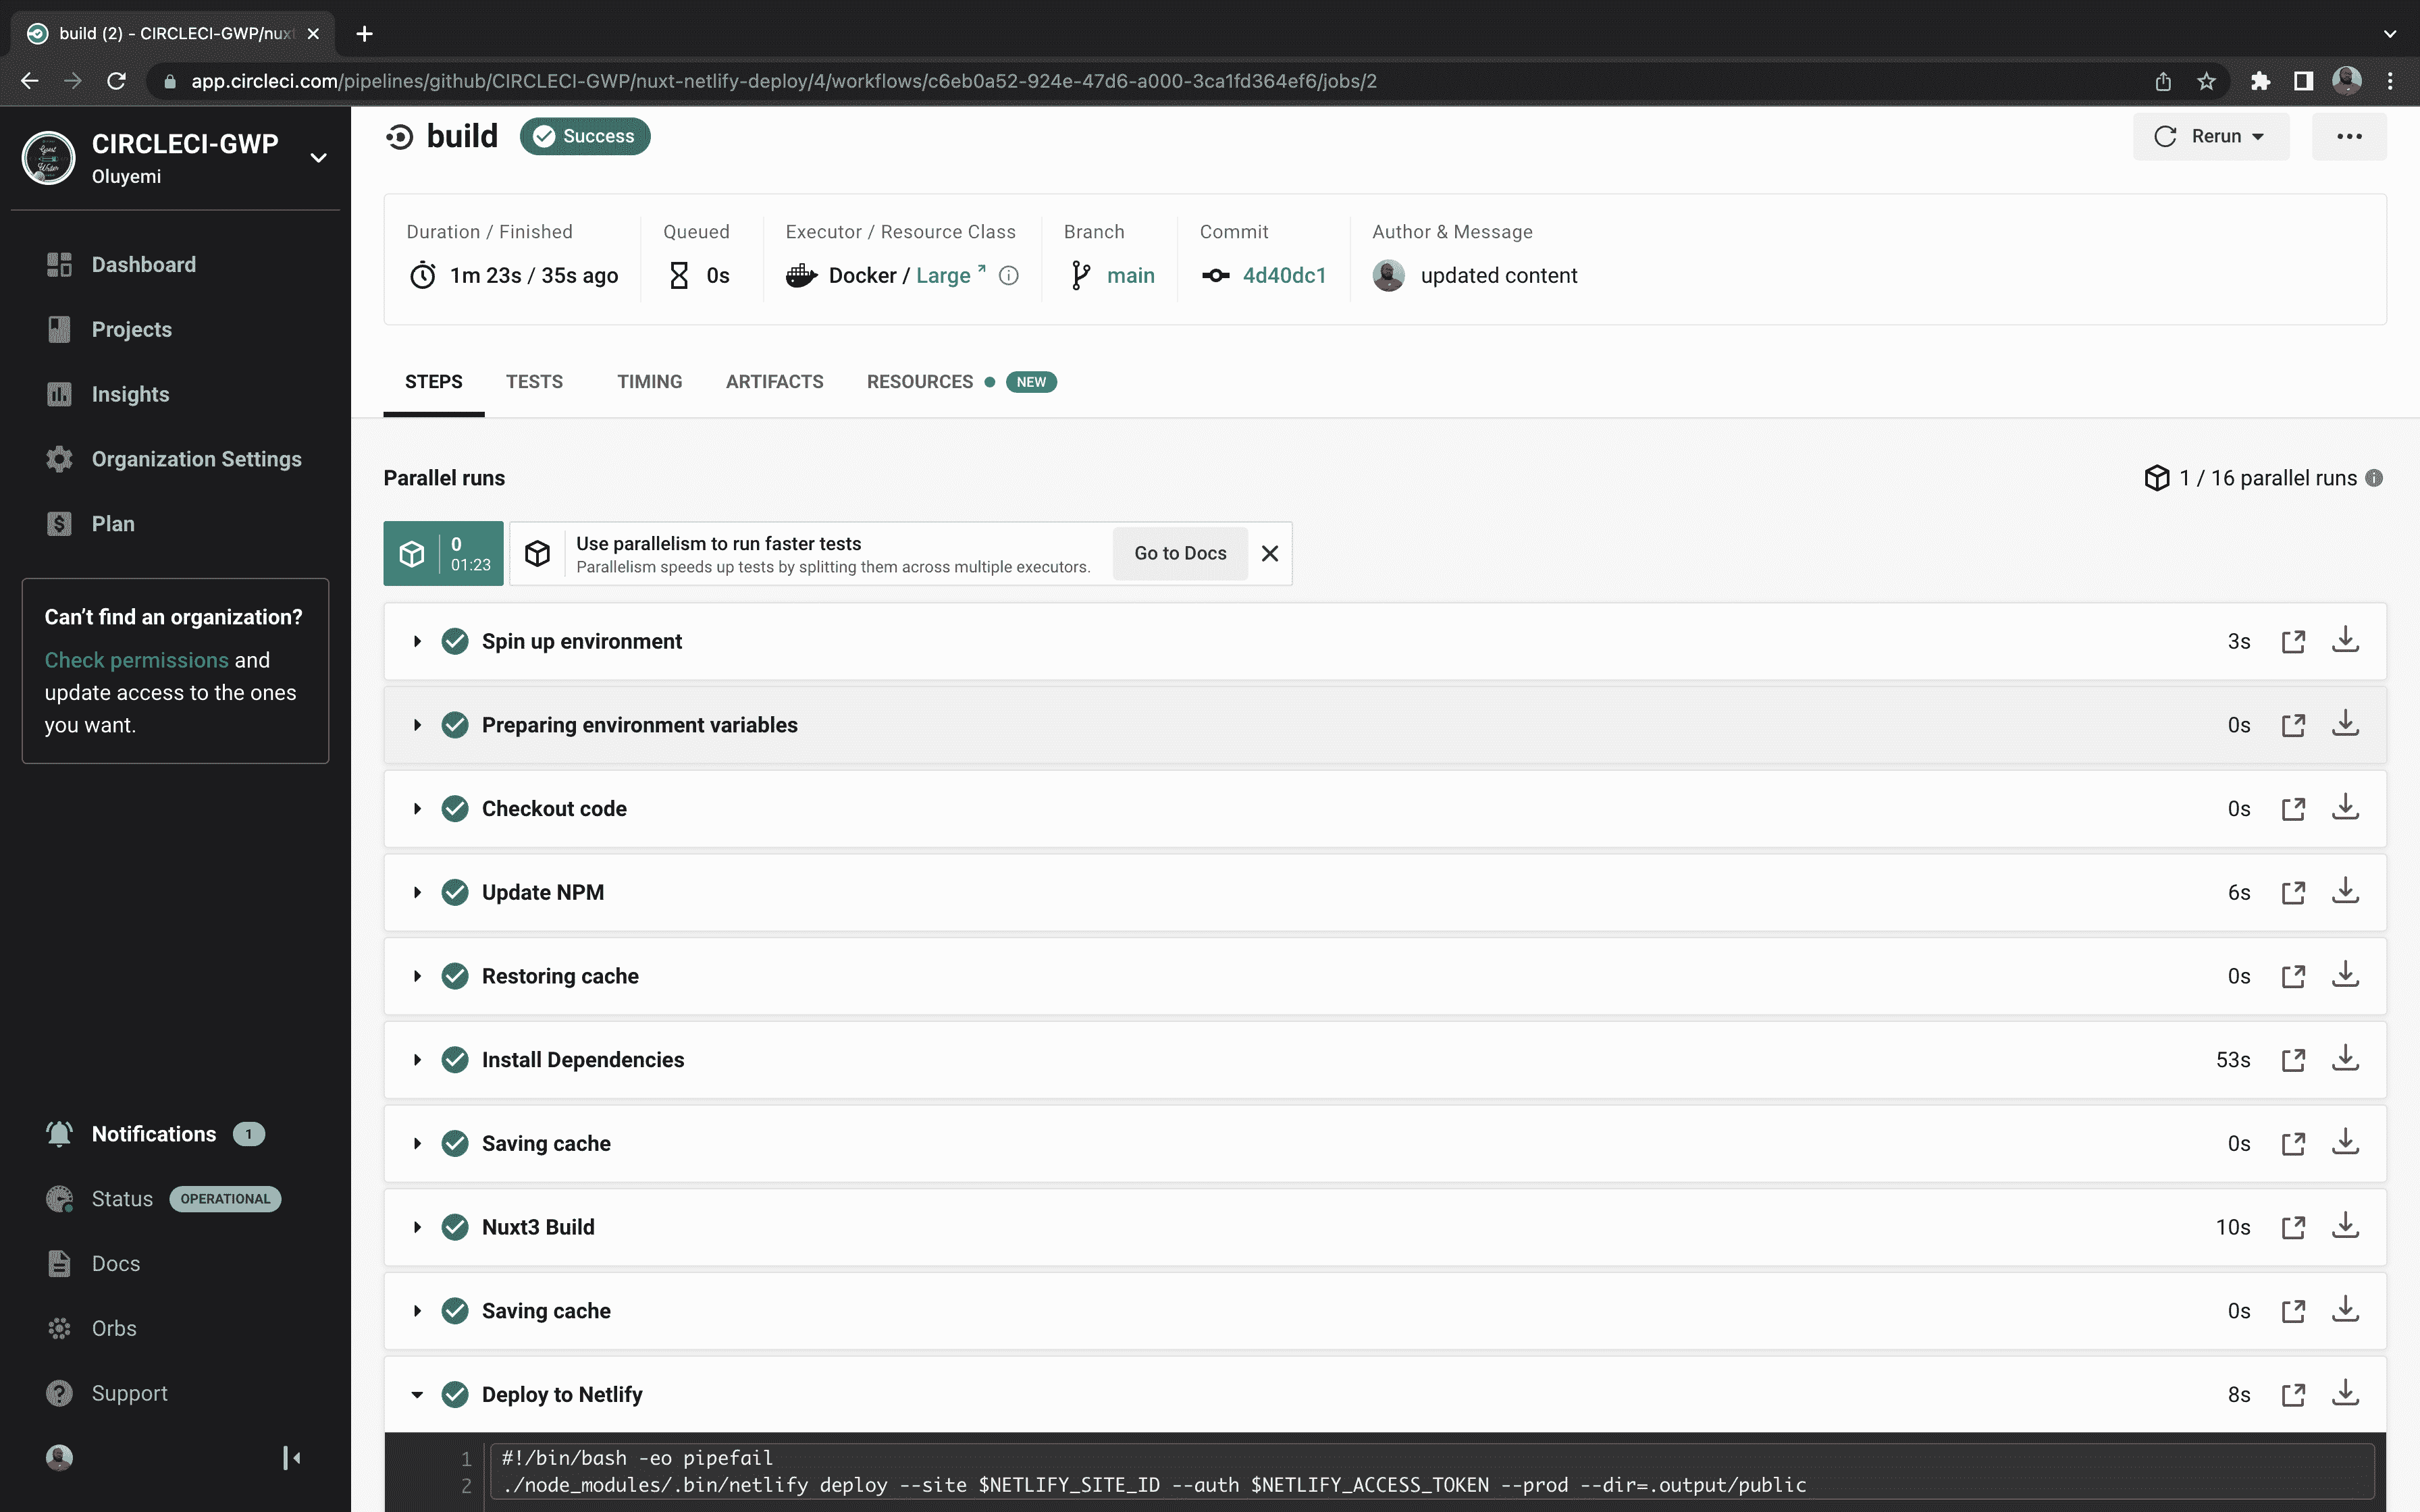 build (2) - CIRCLECI-GWP/nuxt
app.circleci.com/pipelines/github/CIRCLECI-GWP/nuxt-netlify-deploy/4/workflows/c6eb0a52-924e-47d6-a000-3ca1fd364ef6/jobs/2
CIRCLECI-GWP
Oluyemi
Dashboard
Projects
Insights
Organization Settings
Plan
Can’t find an organization?
Check permissions and
update access to the ones
you want.
Notifications 1
Status OPERATIONAL
Docs
Orbs
Support
build Success
Rerun
Duration / Finished
1m 23s / 35s ago
Queued
0s
Executor / Resource Class
Docker / Large
Branch
main
Commit
4d40dc1
Author & Message
updated content
STEPS TESTS TIMING ARTIFACTS RESOURCES NEW
Parallel runs
1 / 16 parallel runs
0
01:23
Use parallelism to run faster tests
Parallelism speeds up tests by splitting them across multiple executors.
Go to Docs
Spin up environment 3s
Preparing environment variables 0s
Checkout code 0s
Update NPM 6s
Restoring cache 0s
Install Dependencies 53s
Saving cache 0s
Nuxt3 Build 10s
Saving cache 0s
Deploy to Netlify 8s
1 #!/bin/bash -eo pipefail
2 ./node_modules/.bin/netlify deploy --site $NETLIFY_SITE_ID --auth $NETLIFY_ACCESS_TOKEN --prod --dir=.output/public